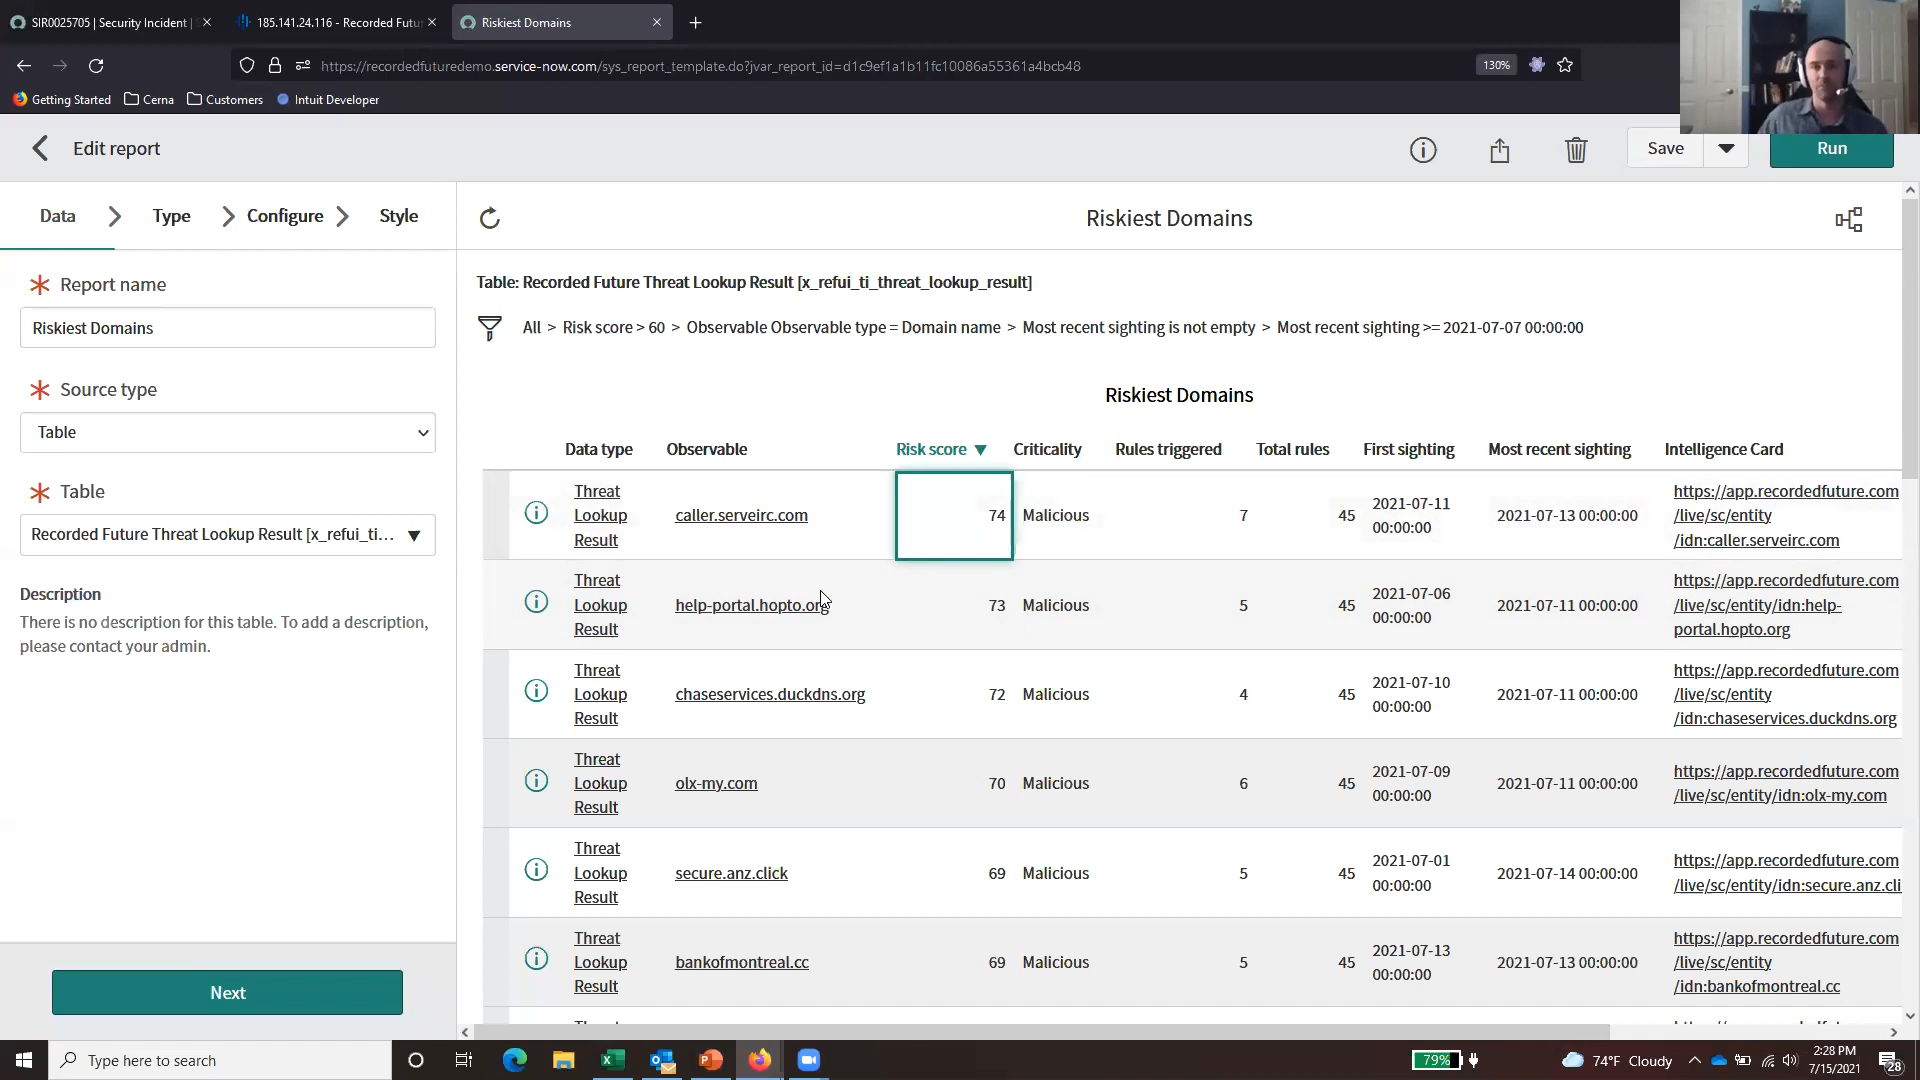 SIR0025705 | Security Incident |
185.141.24.116 - Recorded Futu
Riskiest Domains
https://recordedfuturedemo.service-now.com/sys_report_template.do?jvar_report_id=d1c9ef1a1b11fc10086a55361a4bcb48
130%
Getting Started
Cerna
Customers
Intuit Developer
Edit report
Save
Run
Data
Type
Configure
Style
Riskiest Domains
Report name
Riskiest Domains
Source type
Table
Table
Recorded Future Threat Lookup Result [x_refui_ti...
Description
There is no description for this table. To add a description,
please contact your admin.
Next
Table: Recorded Future Threat Lookup Result [x_refui_ti_threat_lookup_result]
All > Risk score > 60 > Observable Observable type = Domain name > Most recent sighting is not empty > Most recent sighting >= 2021-07-07 00:00:00
Riskiest Domains
Data type Observable Risk score ▼ Criticality Rules triggered Total rules First sighting Most recent sighting Intelligence Card
Threat
Lookup
Result
caller.serveirc.com
74
Malicious
7
45
2021-07-11
00:00:00
2021-07-13 00:00:00
https://app.recordedfuture.com
/live/sc/entity
/idn:caller.serveirc.com
Threat
Lookup
Result
help-portal.hopto.org
73
Malicious
5
45
2021-07-06
00:00:00
2021-07-11 00:00:00
https://app.recordedfuture.com
/live/sc/entity/idn:help-
portal.hopto.org
Threat
Lookup
Result
chaseservices.duckdns.org
72
Malicious
4
45
2021-07-10
00:00:00
2021-07-11 00:00:00
https://app.recordedfuture.com
/live/sc/entity
/idn:chaseservices.duckdns.org
Threat
Lookup
Result
olx-my.com
70
Malicious
6
45
2021-07-09
00:00:00
2021-07-11 00:00:00
https://app.recordedfuture.com
/live/sc/entity/idn:olx-my.com
Threat
Lookup
Result
secure.anz.click
69
Malicious
5
45
2021-07-01
00:00:00
2021-07-14 00:00:00
https://app.recordedfuture.com
/live/sc/entity/idn:secure.anz.cli
Threat
Lookup
Result
bankofmontreal.cc
69
Malicious
5
45
2021-07-13
00:00:00
2021-07-13 00:00:00
https://app.recordedfuture.com
/live/sc/entity
/idn:bankofmontreal.cc
Type here to search
79%
74°F Cloudy
2:28 PM
7/15/2021
28